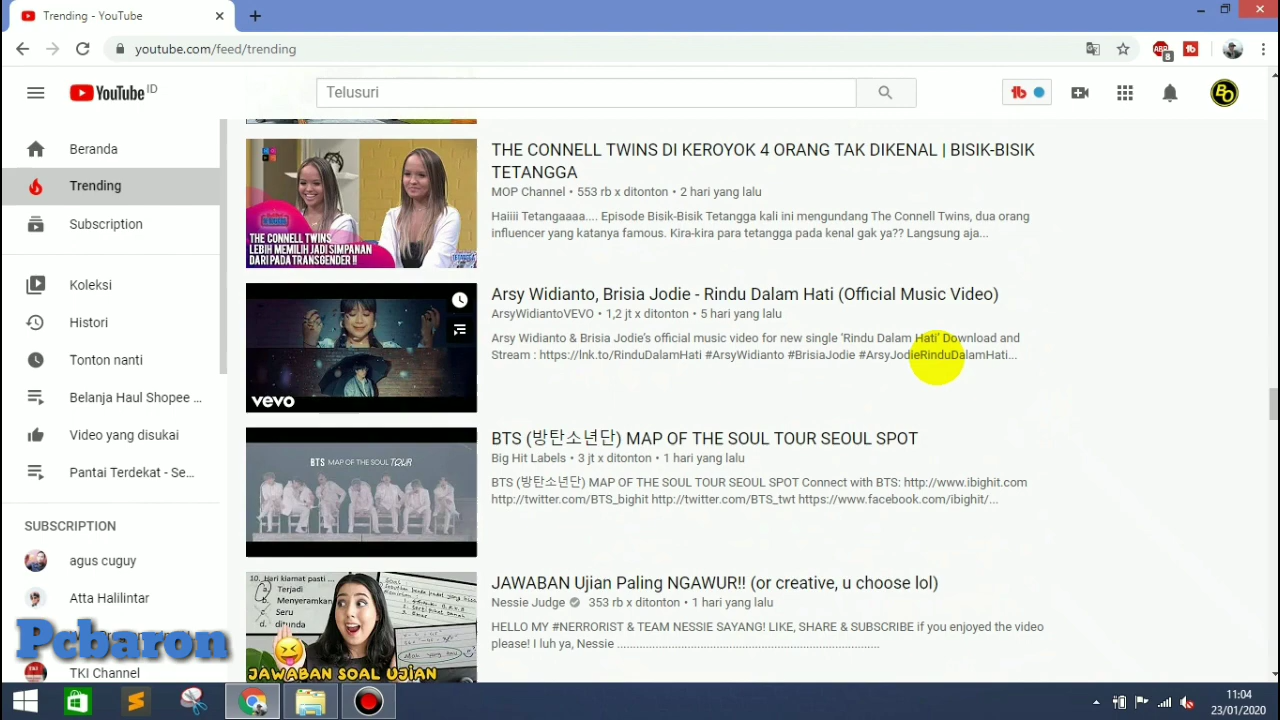 Trending - YouTube
youtube.com/feed/trending
8
YouTube ID
Telusuri
Beranda
Trending
Subscription
Koleksi
Histori
Tonton nanti
Belanja Haul Shopee ...
Video yang disukai
Pantai Terdekat - Se...
SUBSCRIPTION
agus cuguy
Atta Halilintar
Pcbaron
TKI Channel
THE CONNELL TWINS
LEBIH MEMILIH JADI SIMPANAN
DARI PADA TRANSGENDER !!
THE CONNELL TWINS DI KEROYOK 4 ORANG TAK DIKENAL | BISIK-BISIK
TETANGGA
MOP Channel • 553 rb x ditonton • 2 hari yang lalu
Haiiii Tetangaaaa.... Episode Bisik-Bisik Tetangga kali ini mengundang The Connell Twins, dua orang
influencer yang katanya famous. Kira-kira para tetangga pada kenal gak ya?? Langsung aja...
vevo
Arsy Widianto, Brisia Jodie - Rindu Dalam Hati (Official Music Video)
ArsyWidiantoVEVO • 1,2 jt x ditonton • 5 hari yang lalu
Arsy Widianto & Brisia Jodie's official music video for new single 'Rindu Dalam Hati' Download and
Stream : https://lnk.to/RinduDalamHati #ArsyWidianto #BrisiaJodie #ArsyJodieRinduDalamHati...
BTS MAP OF THE SOUL TOUR
BTS (방탄소년단) MAP OF THE SOUL TOUR SEOUL SPOT
Big Hit Labels • 3 jt x ditonton • 1 hari yang lalu
BTS (방탄소년단) MAP OF THE SOUL TOUR SEOUL SPOT Connect with BTS: http://www.ibighit.com
http://twitter.com/BTS_bighit http://twitter.com/BTS_twt https://www.facebook.com/ibighit/...
10. Hari kiamat pasti ...
a. Terjadi
b. Menyeramkan
c. Seru
d. ditunda
JAWABAN SOAL UJIAN
JAWABAN Ujian Paling NGAWUR!! (or creative, u choose lol)
Nessie Judge 353 rb x ditonton • 1 hari yang lalu
HELLO MY #NERRORIST & TEAM NESSIE SAYANG! LIKE, SHARE & SUBSCRIBE if you enjoyed the video
please! I luh ya, Nessie ..................................................................................
11:04
23/01/2020